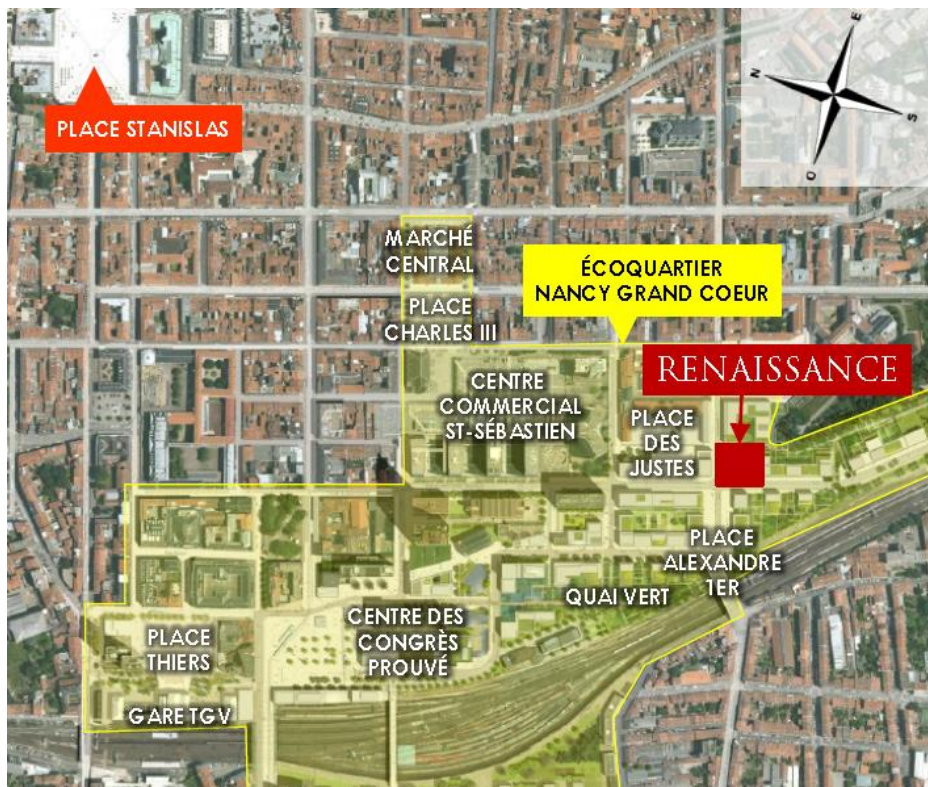 E
N
S
O
PLACE STANISLAS
MARCHÉ
CENTRAL
ÉCOQUARTIER
NANCY GRAND COEUR
PLACE
CHARLES III
RENAISSANCE
CENTRE
COMMERCIAL
ST-SÉBASTIEN
PLACE
DES
JUSTES
PLACE
ALEXANDRE
1ER
QUAI VERT
CENTRE DES
CONGRÈS
PROUVÉ
PLACE
THIERS
GARE TGV